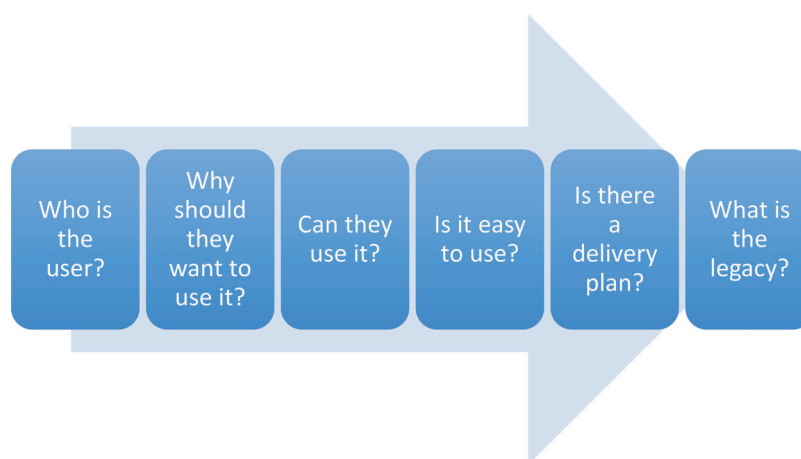 Who is
the
user?
Why
should
they
want to
use it?
Can they
use it?
Is it easy
to use?
Is there
a
delivery
plan?
What is
the
legacy?